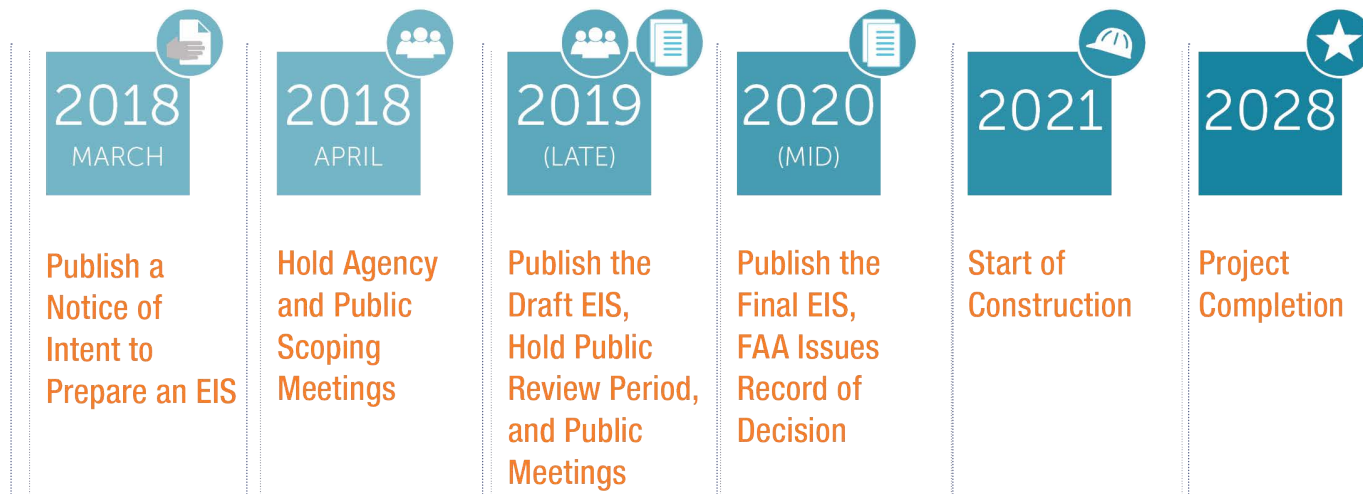 2018
MARCH
Publish a
Notice of
Intent to
Prepare an EIS
2018
APRIL
Hold Agency
and Public
Scoping
Meetings
2019
(LATE)
Publish the
Draft EIS,
Hold Public
Review Period,
and Public
Meetings
2020
(MID)
Publish the
Final EIS,
FAA Issues
Record of
Decision
2021
Start of
Construction
2028
Project
Completion